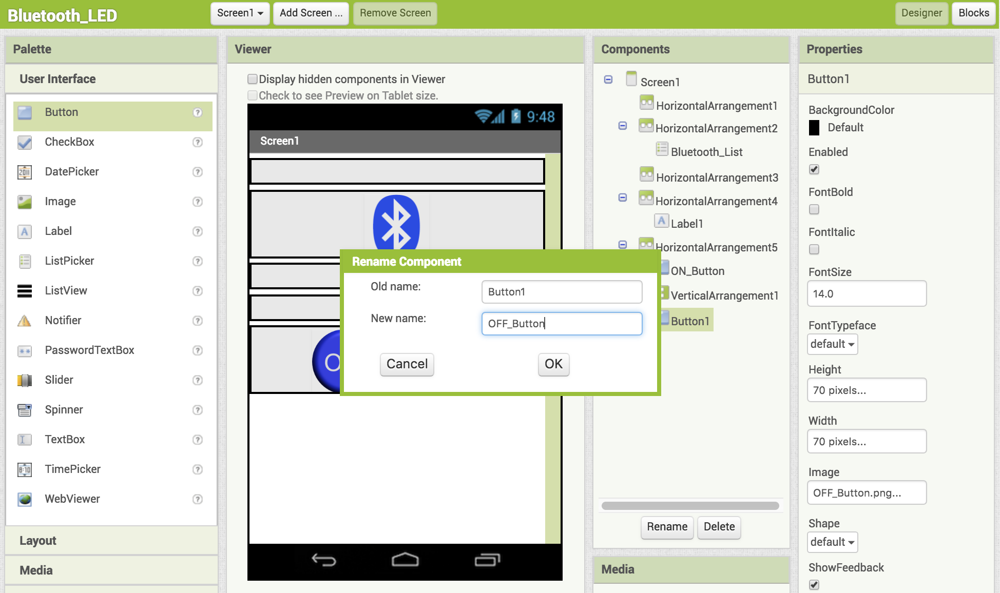 Bluetooth_LED
Screen1
Add Screen ...
Remove Screen
Designer
Blocks
Palette
User Interface
Button
?
CheckBox
?
DatePicker
?
Image
?
Label
?
ListPicker
?
ListView
?
Notifier
?
PasswordTextBox
?
Slider
?
Spinner
?
TextBox
?
TimePicker
?
WebViewer
?
Layout
Media
Viewer
Display hidden components in Viewer
Check to see Preview on Tablet size.
9:48
Screen1
O
Rename Component
Old name:
Button1
New name:
OFF_Button
Cancel
OK
Components
Screen1
HorizontalArrangement1
HorizontalArrangement2
Bluetooth_List
HorizontalArrangement3
HorizontalArrangement4
A
Label1
HorizontalArrangement5
ON_Button
VerticalArrangement1
Button1
Rename
Delete
Media
Properties
Button1
BackgroundColor
Default
Enabled
FontBold
FontItalic
FontSize
14.0
FontTypeface
default
Height
70 pixels...
Width
70 pixels...
Image
OFF_Button.png...
Shape
default
ShowFeedback